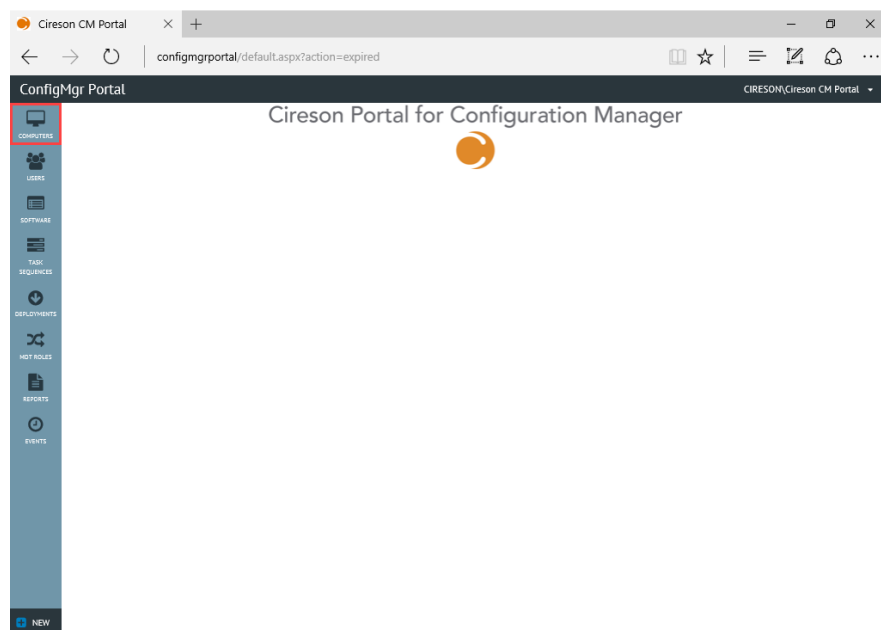 Cireson CM Portal
configmgrportal/default.aspx?action=expired
ConfigMgr Portal
CIRESON\Cireson CM Portal
Cireson Portal for Configuration Manager
COMPUTERS
USERS
SOFTWARE
TASK
SEQUENCES
DEPLOYMENTS
MDT ROLES
REPORTS
EVENTS
NEW